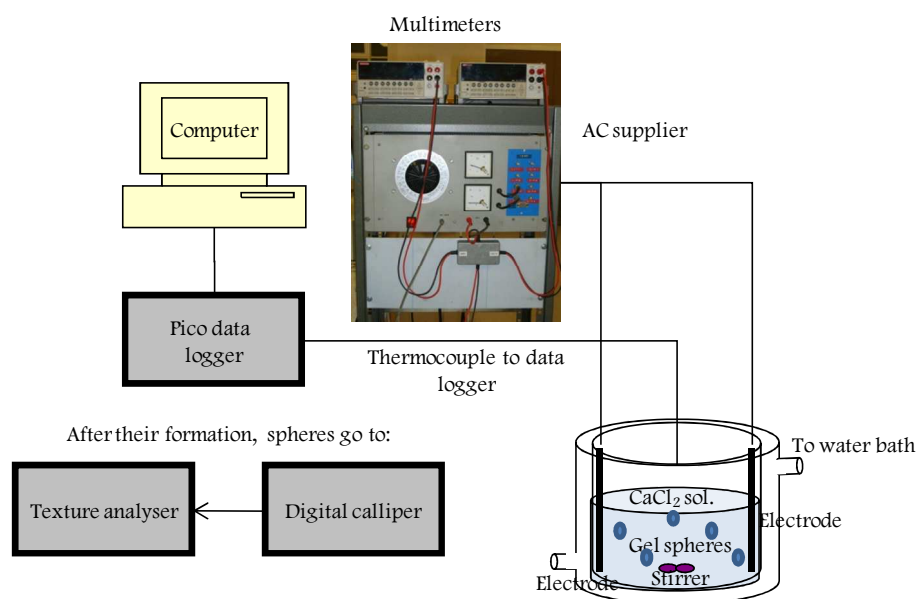 Multimeters
Computer
AC supplier
Pico data
logger
Thermocouple to data
logger
After their formation, spheres go to:
Texture analyser
Digital calliper
To water bath
CaCl₂ sol.
Electrode
Gel spheres
Electrode
Stirrer